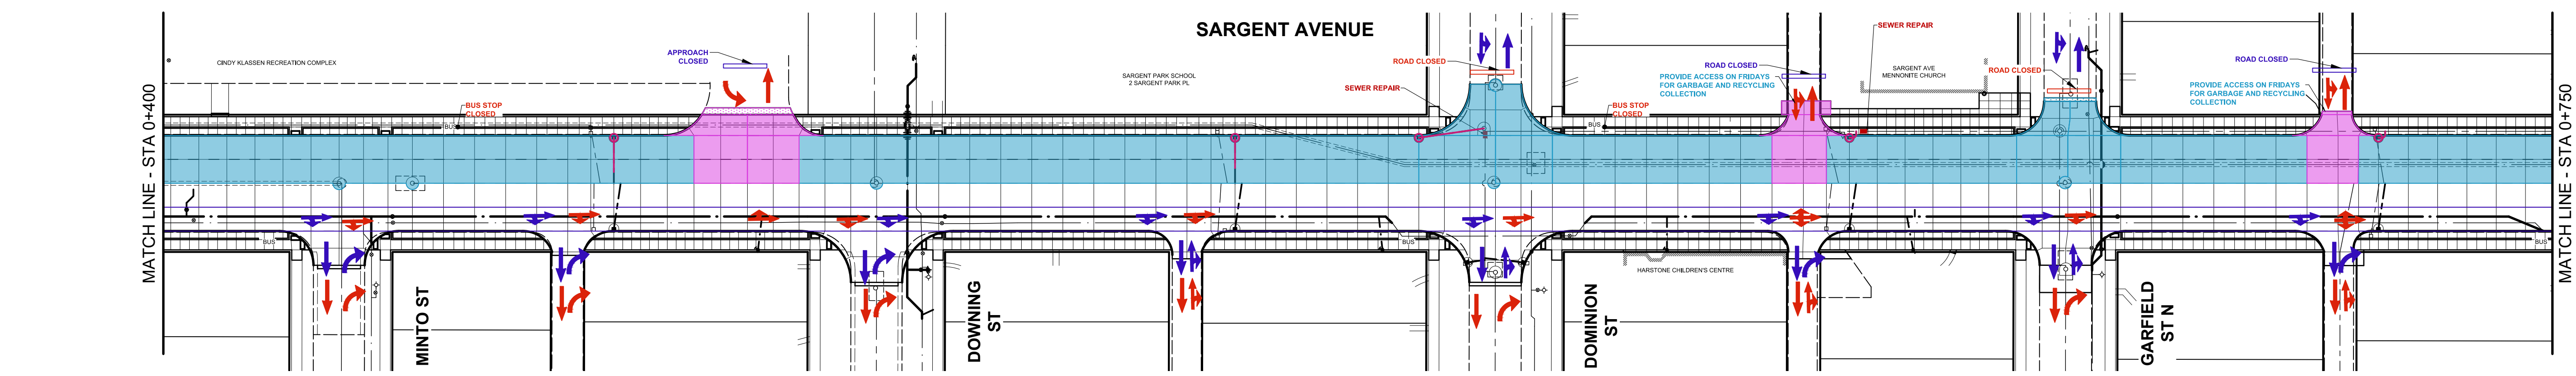 SARGENT AVENUE
MATCH LINE - STA 0+400
CINDY KLASSEN RECREATION COMPLEX
BUS STOP
CLOSED
BUS
APPROACH
CLOSED
SARGENT PARK SCHOOL
2 SARGENT PARK PL
ROAD CLOSED
SEWER REPAIR
BUS STOP
CLOSED
BUS
ROAD CLOSED
PROVIDE ACCESS ON FRIDAYS
FOR GARBAGE AND RECYCLING
COLLECTION
SEWER REPAIR
SARGENT AVE
MENNONITE CHURCH
ROAD CLOSED
ROAD CLOSED
PROVIDE ACCESS ON FRIDAYS
FOR GARBAGE AND RECYCLING
COLLECTION
MATCH LINE - STA 0+750
BUS
MINTO ST
DOWNING
ST
BUS
DOMINION
ST
HARSTONE CHILDREN'S CENTRE
GARFIELD
ST N
BUS